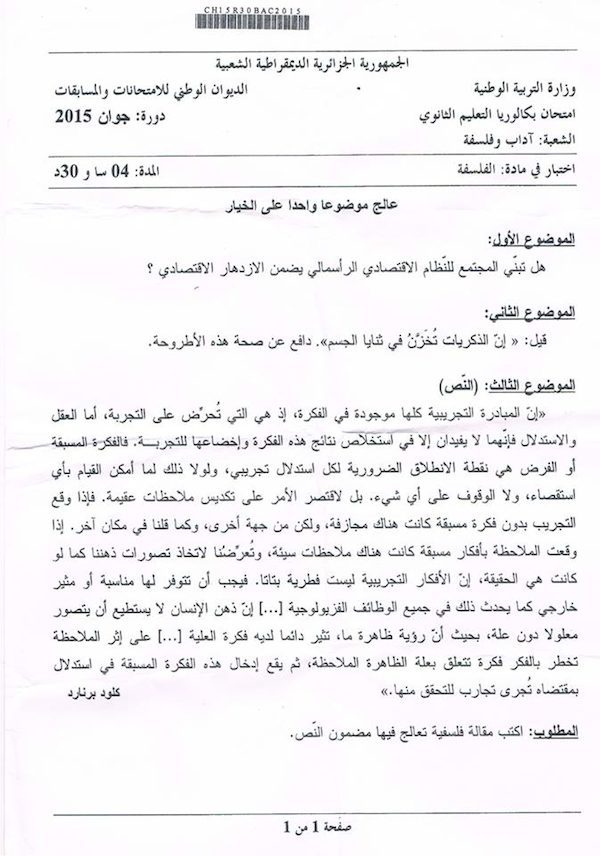 CH15R30BAC2015
الجمهورية الجزائرية الديمقراطية الشعبية
وزارة التربية الوطنية الديوان الوطني للامتحانات والمسابقات
امتحان بكالوريا التعليم الثانوي دورة: جوان 2015
الشعبة: آداب وفلسفة
اختبار في مادة: الفلسفة المدة: 04 سا و 30د
عالج موضوعا واحدا على الخيار
الموضوع الأول:
هل تبنّي المجتمع للنّظام الاقتصادي الرأسمالي يضمن الازدهار الاقتصادي ؟
الموضوع الثاني:
قيل: « إنّ الذكريات تُخَزَّنُ في ثنايا الجسم». دافع عن صحة هذه الأطروحة.
الموضوع الثالث: (النّص)
«إنّ المبادرة التجريبية كلها موجودة في الفكرة، إذ هي التي تُحرِّض على التجربة، أما العقل
والاستدلال فإنّهما لا يفيدان إلا في استخلاص نتائج هذه الفكرة وإخضاعها للتجربـــة. فالفكرة المسبقة
أو الفرض هي نقطة الانطلاق الضرورية لكل استدلال تجريبي، ولولا ذلك لما أمكن القيام بأي
استقصاء، ولا الوقوف على أي شيء. بل لاقتصر الأمر على تكديس ملاحظات عقيمة. فإذا وقع
التجريب بدون فكرة مسبقة كانت هناك مجازفة، ولكن من جهة أخرى، وكما قلنا في مكان آخر. إذا
وقعت الملاحظة بأفكار مسبقة كانت هناك ملاحظات سيئة، وتُعرِّضُنا لاتخاذ تصورات ذهننا كما لو
كانت هي الحقيقة، إنّ الأفكار التجريبية ليست فطرية بتاتا. فيجب أن تتوفر لها مناسبة أو مثير
خارجي كما يحدث ذلك في جميع الوظائف الفزيولوجية [...] إنّ ذهن الإنسان لا يستطيع أن يتصور
معلولا دون علة، بحيث أنّ رؤية ظاهرة ما، تثير دائما لديه فكرة العلية [...] على إثر الملاحظة
تخطر بالفكر فكرة تتعلق بعلة الظاهرة الملاحظة، ثم يقع إدخال هذه الفكرة المسبقة في استدلال
بمقتضاه تُجرى تجارب للتحقق منها.» كلود برنارد
المطلوب: اكتب مقالة فلسفية تعالج فيها مضمون النّص.
صفحة 1 من 1